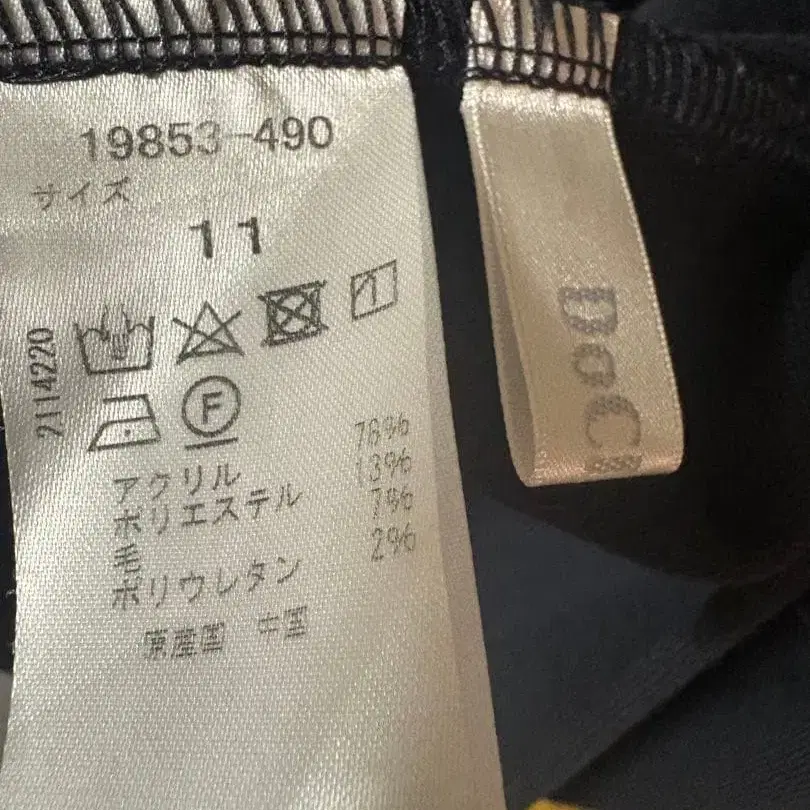 19853-490
サイズ
11
2114220
F
アクリル 78%
ポリエステル 13%
毛 7%
ポリウレタン 2%
原産国 中国
DoC